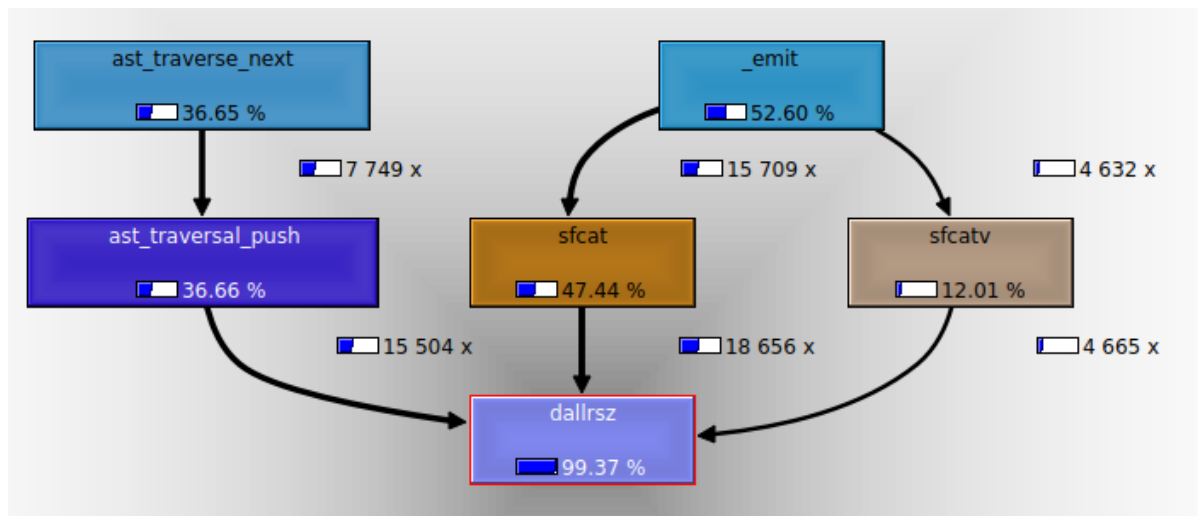 ast_traverse_next
36.65 %
_emit
52.60 %
7 749 x
15 709 x
4 632 x
ast_traversal_push
36.66 %
sfcat
47.44 %
sfcatv
12.01 %
15 504 x
18 656 x
4 665 x
dallrsz
99.37 %